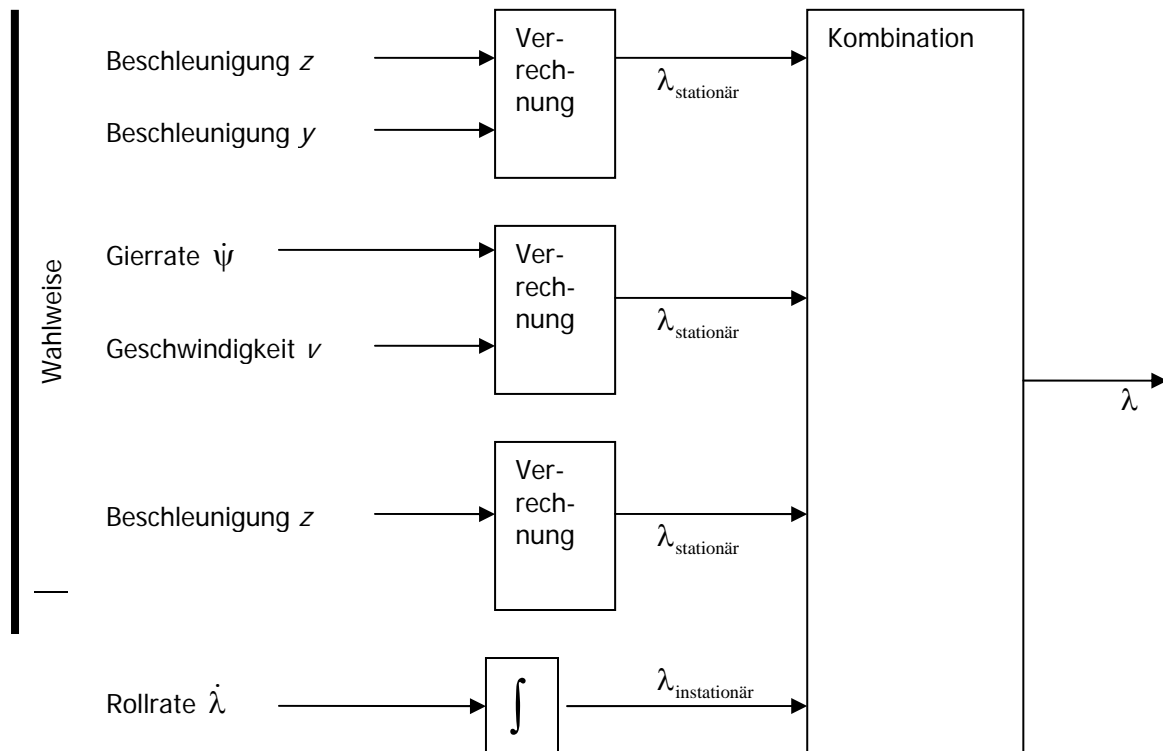 Beschleunigung z
Beschleunigung y
Ver-
rech-
nung
λstationär
Kombination
Wahlweise
Gierrate ψ̇
Geschwindigkeit v
Ver-
rech-
nung
λstationär
λ
Beschleunigung z
Ver-
rech-
nung
λstationär
Rollrate λ̇
∫
λinstationär